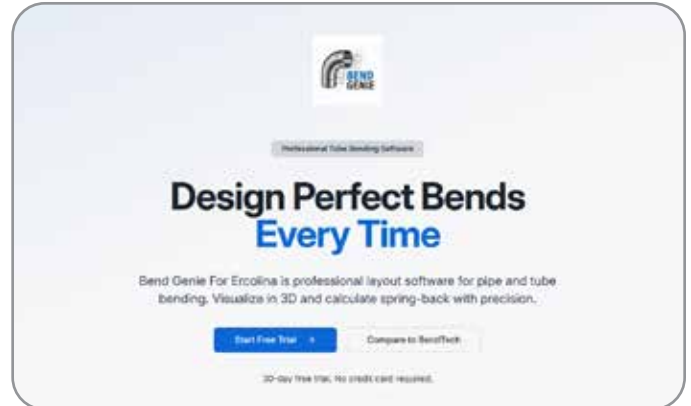 BEND
GENIE
Professional Tube Bending Software
Design Perfect Bends
Every Time
Bend Genie For Ercolina is professional layout software for pipe and tube
bending. Visualize in 3D and calculate spring-back with precision.
Start Free Trial →
Compare to BendTech
30-day free trial. No credit card required.